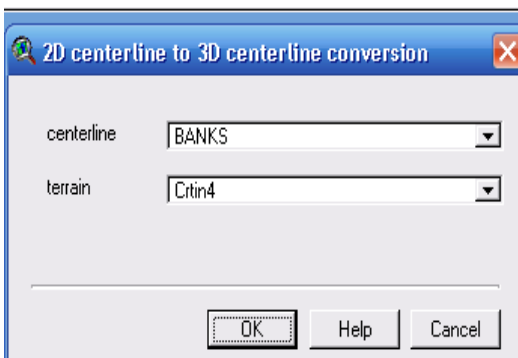 2D centerline to 3D centerline conversion
centerline BANKS
terrain Crtin4
OK Help Cancel